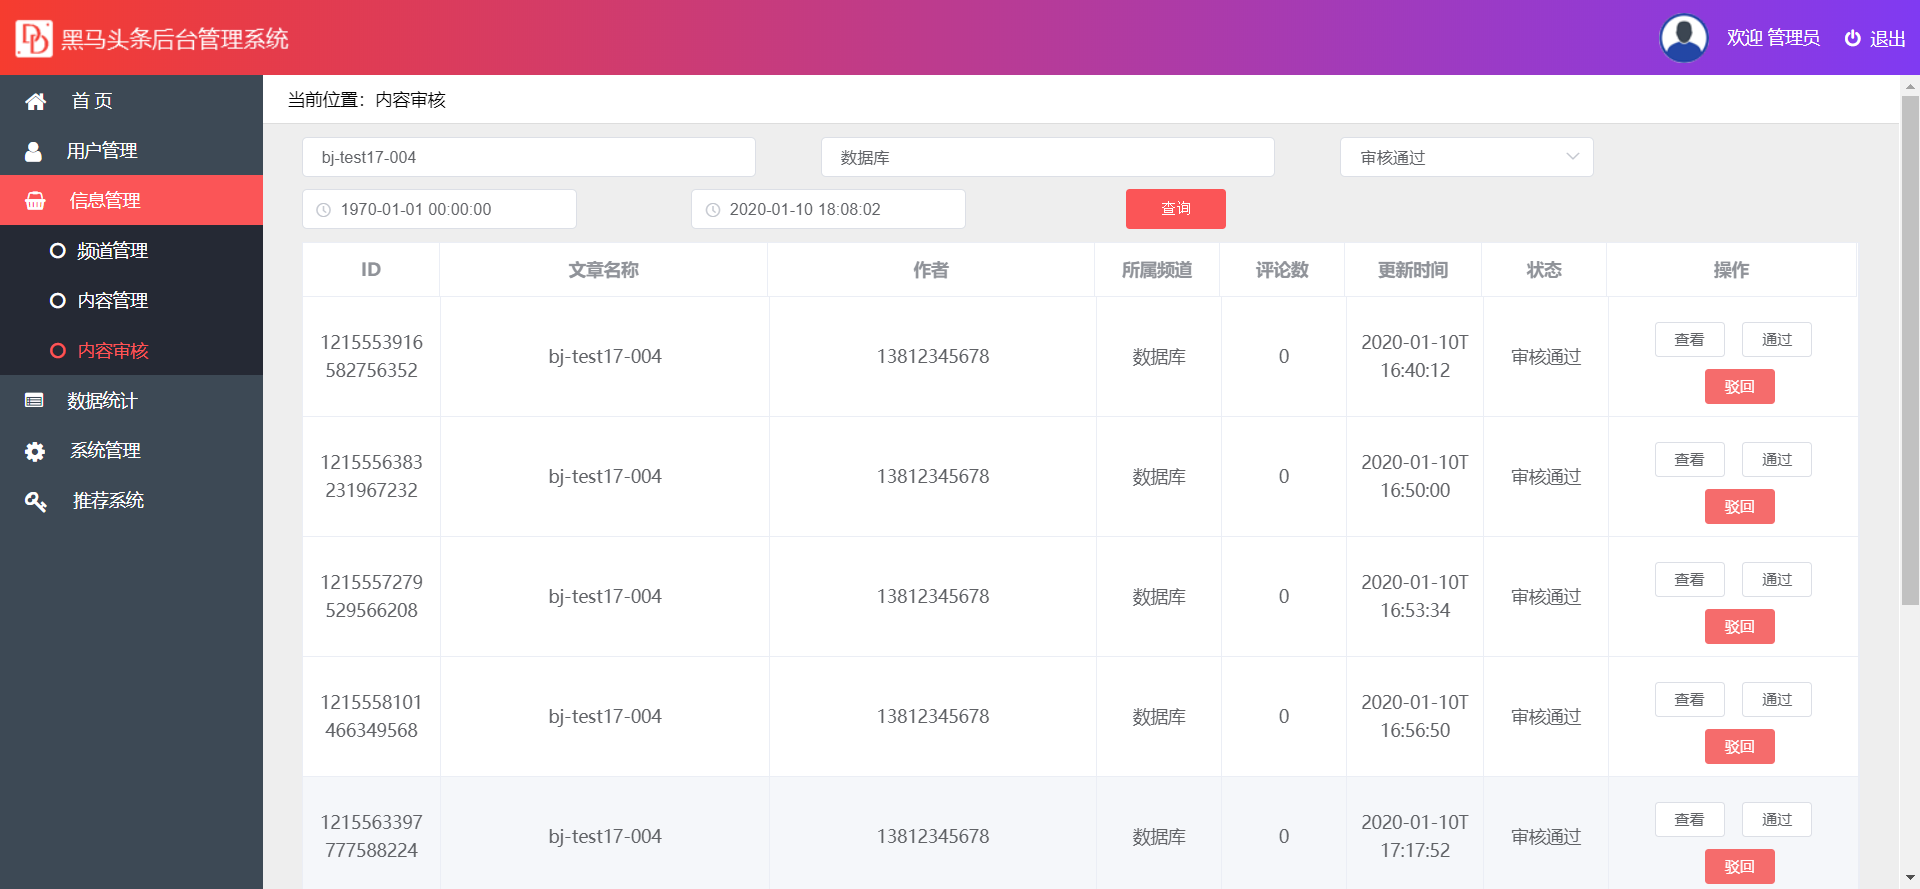 黑马头条后台管理系统
欢迎 管理员
退出
首 页
用户管理
信息管理
频道管理
内容管理
内容审核
数据统计
系统管理
推荐系统
当前位置：内容审核
bj-test17-004
数据库
审核通过
1970-01-01 00:00:00
2020-01-10 18:08:02
查询
ID 文章名称 作者 所属频道 评论数 更新时间 状态 操作
1215553916
582756352
bj-test17-004
13812345678
数据库
0
2020-01-10T
16:40:12
审核通过
查看 通过
驳回
1215556383
231967232
bj-test17-004
13812345678
数据库
0
2020-01-10T
16:50:00
审核通过
查看 通过
驳回
1215557279
529566208
bj-test17-004
13812345678
数据库
0
2020-01-10T
16:53:34
审核通过
查看 通过
驳回
1215558101
466349568
bj-test17-004
13812345678
数据库
0
2020-01-10T
16:56:50
审核通过
查看 通过
驳回
1215563397
777588224
bj-test17-004
13812345678
数据库
0
2020-01-10T
17:17:52
审核通过
查看 通过
驳回